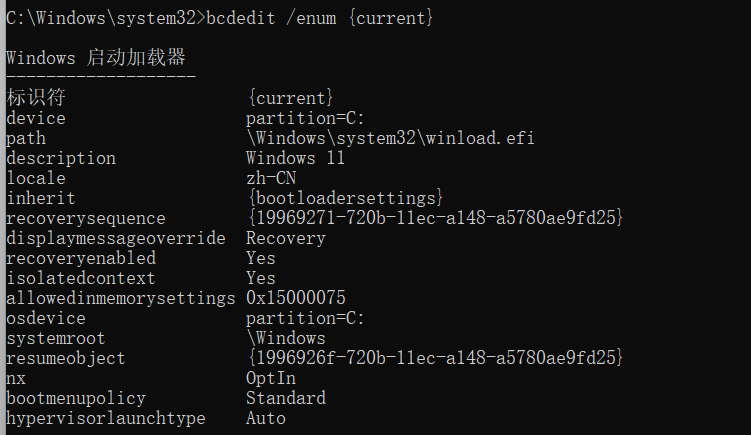 C:\Windows\system32>bcdedit /enum {current}
Windows 启动加载器
-------------------
标识符 {current}
device partition=C:
path \Windows\system32\winload.efi
description Windows 11
locale zh-CN
inherit {bootloadersettings}
recoverysequence {19969271-720b-11ec-a148-a5780ae9fd25}
displaymessageoverride Recovery
recoveryenabled Yes
isolatedcontext Yes
allowedinmemorysettings 0x15000075
osdevice partition=C:
systemroot \Windows
resumeobject {1996926f-720b-11ec-a148-a5780ae9fd25}
nx OptIn
bootmenupolicy Standard
hypervisorlaunchtype Auto